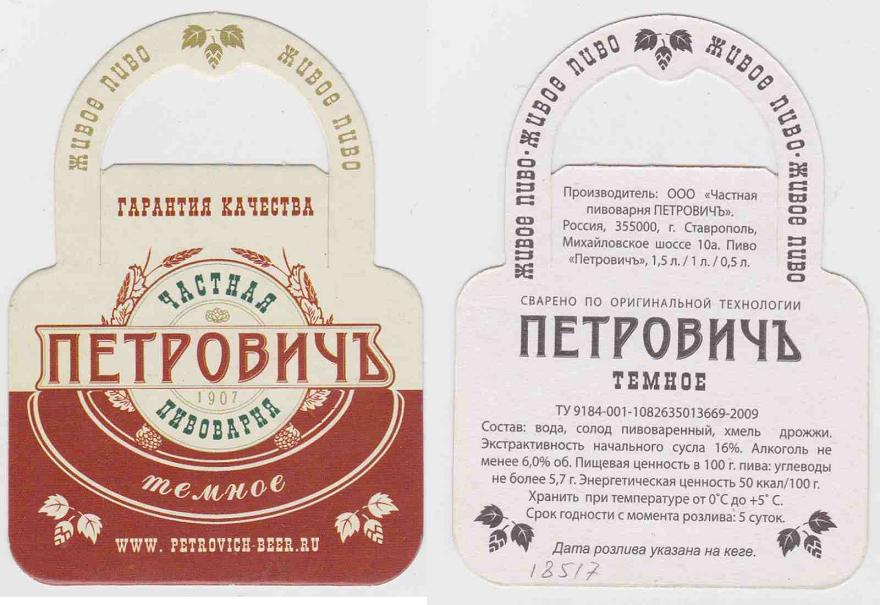 живое пиво живое пиво
ГАРАНТИЯ КАЧЕСТВА
ЧАСТНАЯ
ПЕТРОВИЧЪ
1907
ПИВОВАРНЯ
темное
WWW. PETROVICH-BEER.RU
живое пиво·живое пиво живое пиво·живое пиво
Производитель: ООО «Частная
пивоварня ПЕТРОВИЧЪ».
Россия, 355000, г. Ставрополь,
Михайловское шоссе 10а. Пиво
«Петровичъ», 1,5 л. / 1 л. / 0,5 л.
СВАРЕНО ПО ОРИГИНАЛЬНОЙ ТЕХНОЛОГИИ
ПЕТРОВИЧЪ
ТЕМНОЕ
ТУ 9184-001-1082635013669-2009
Состав: вода, солод пивоваренный, хмель дрожжи.
Экстрактивность начального сусла 16%. Алкоголь не
менее 6,0% об. Пищевая ценность в 100 г. пива: углеводы
не более 5,7 г. Энергетическая ценность 50 ккал/100 г.
Хранить при температуре от 0˚С до +5˚ С.
Срок годности с момента розлива: 5 суток.
Дата розлива указана на кеге.
18517